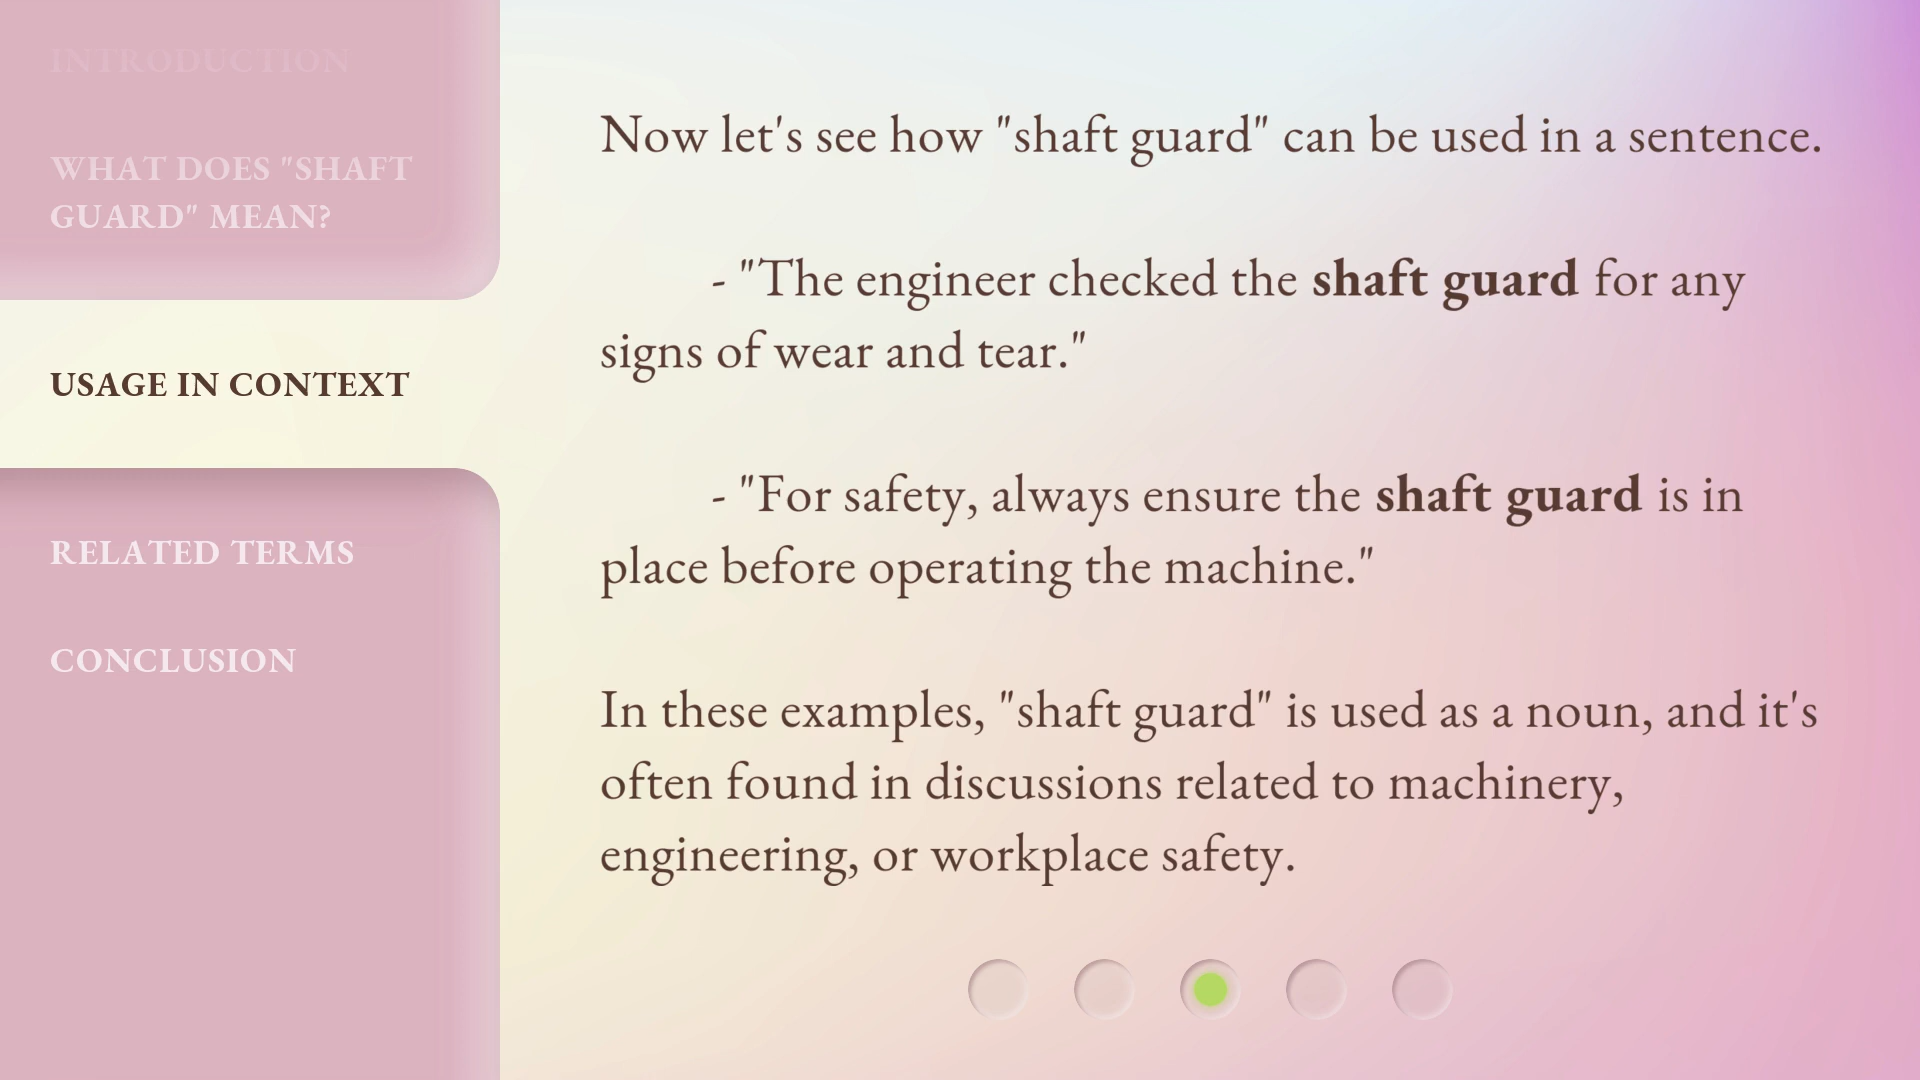 INTRODUCTION
WHAT DOES "SHAFT
GUARD" MEAN?
USAGE IN CONTEXT
RELATED TERMS
CONCLUSION
Now let's see how "shaft guard" can be used in a sentence.
- "The engineer checked the shaft guard for any
signs of wear and tear."
- "For safety, always ensure the shaft guard is in
place before operating the machine."
In these examples, "shaft guard" is used as a noun, and it's
often found in discussions related to machinery,
engineering, or workplace safety.